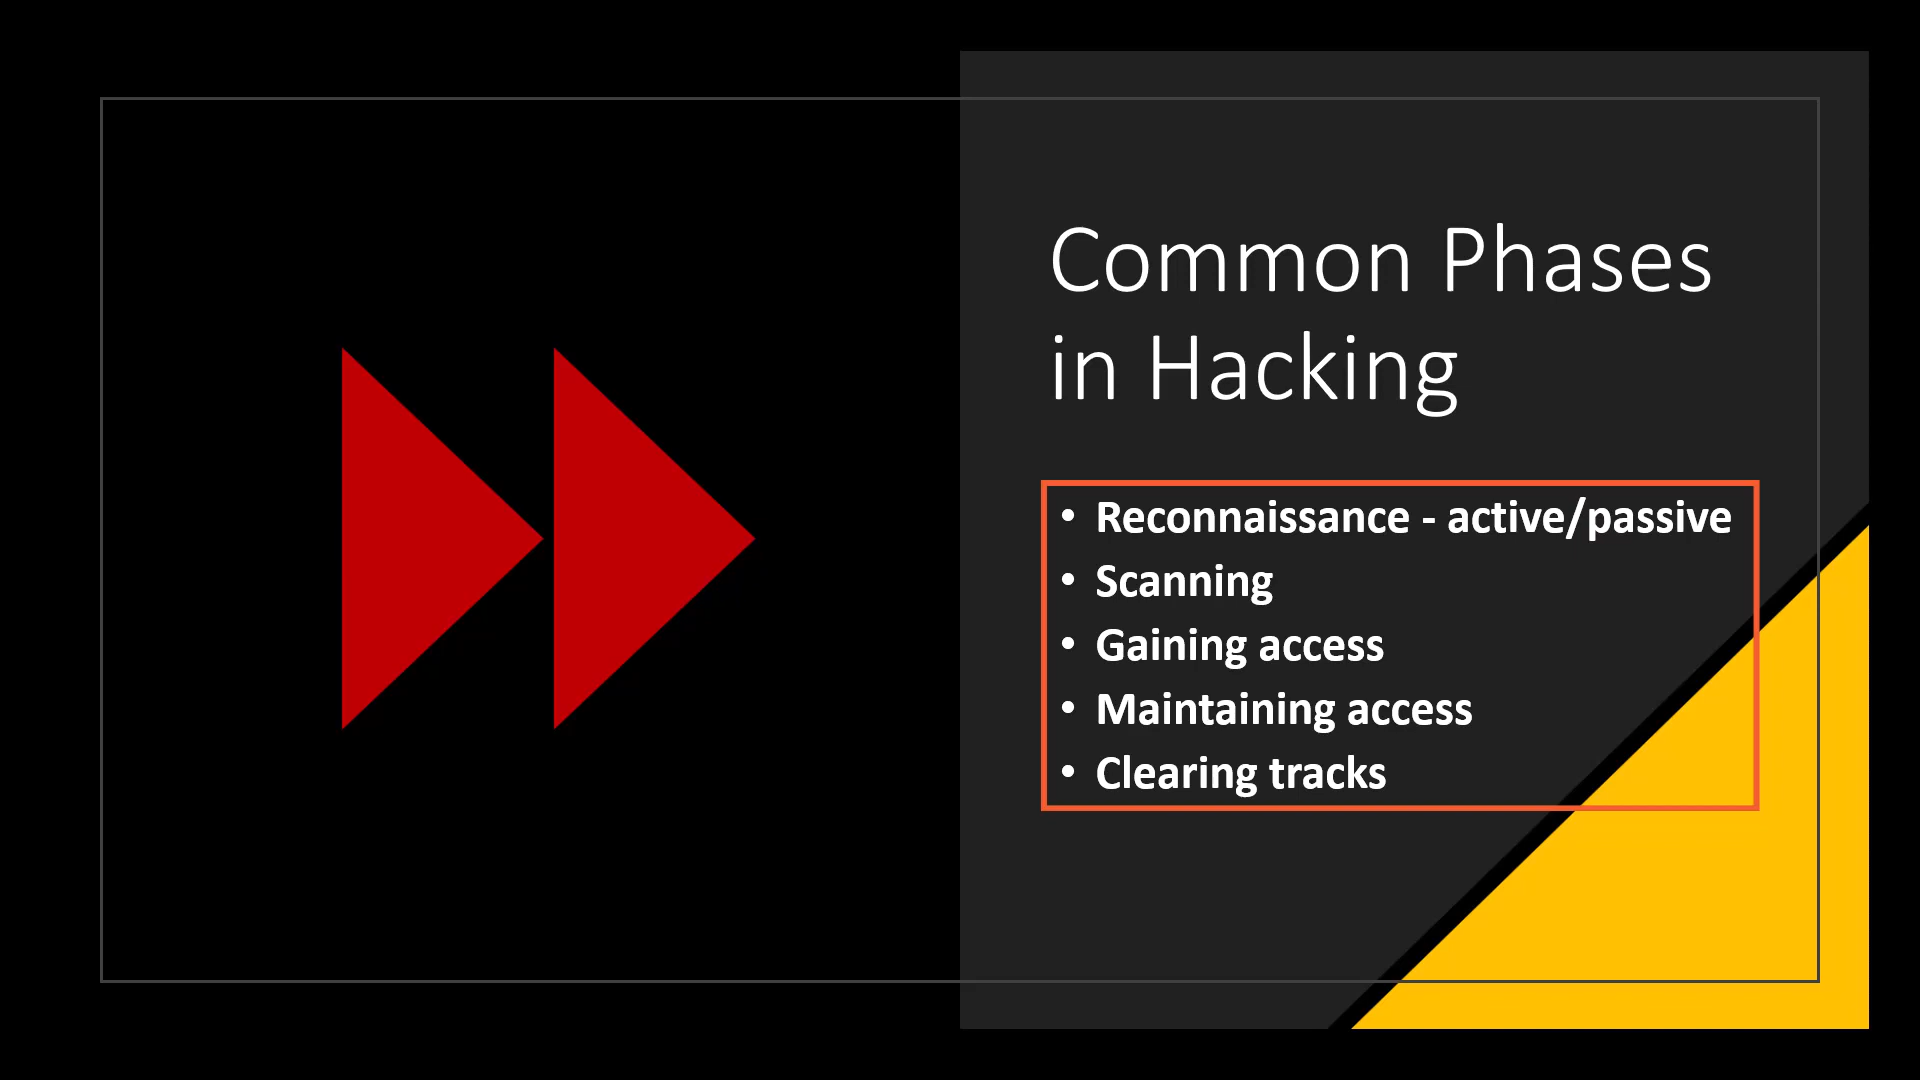 Common Phases
in Hacking
• Reconnaissance - active/passive
• Scanning
• Gaining access
• Maintaining access
• Clearing tracks